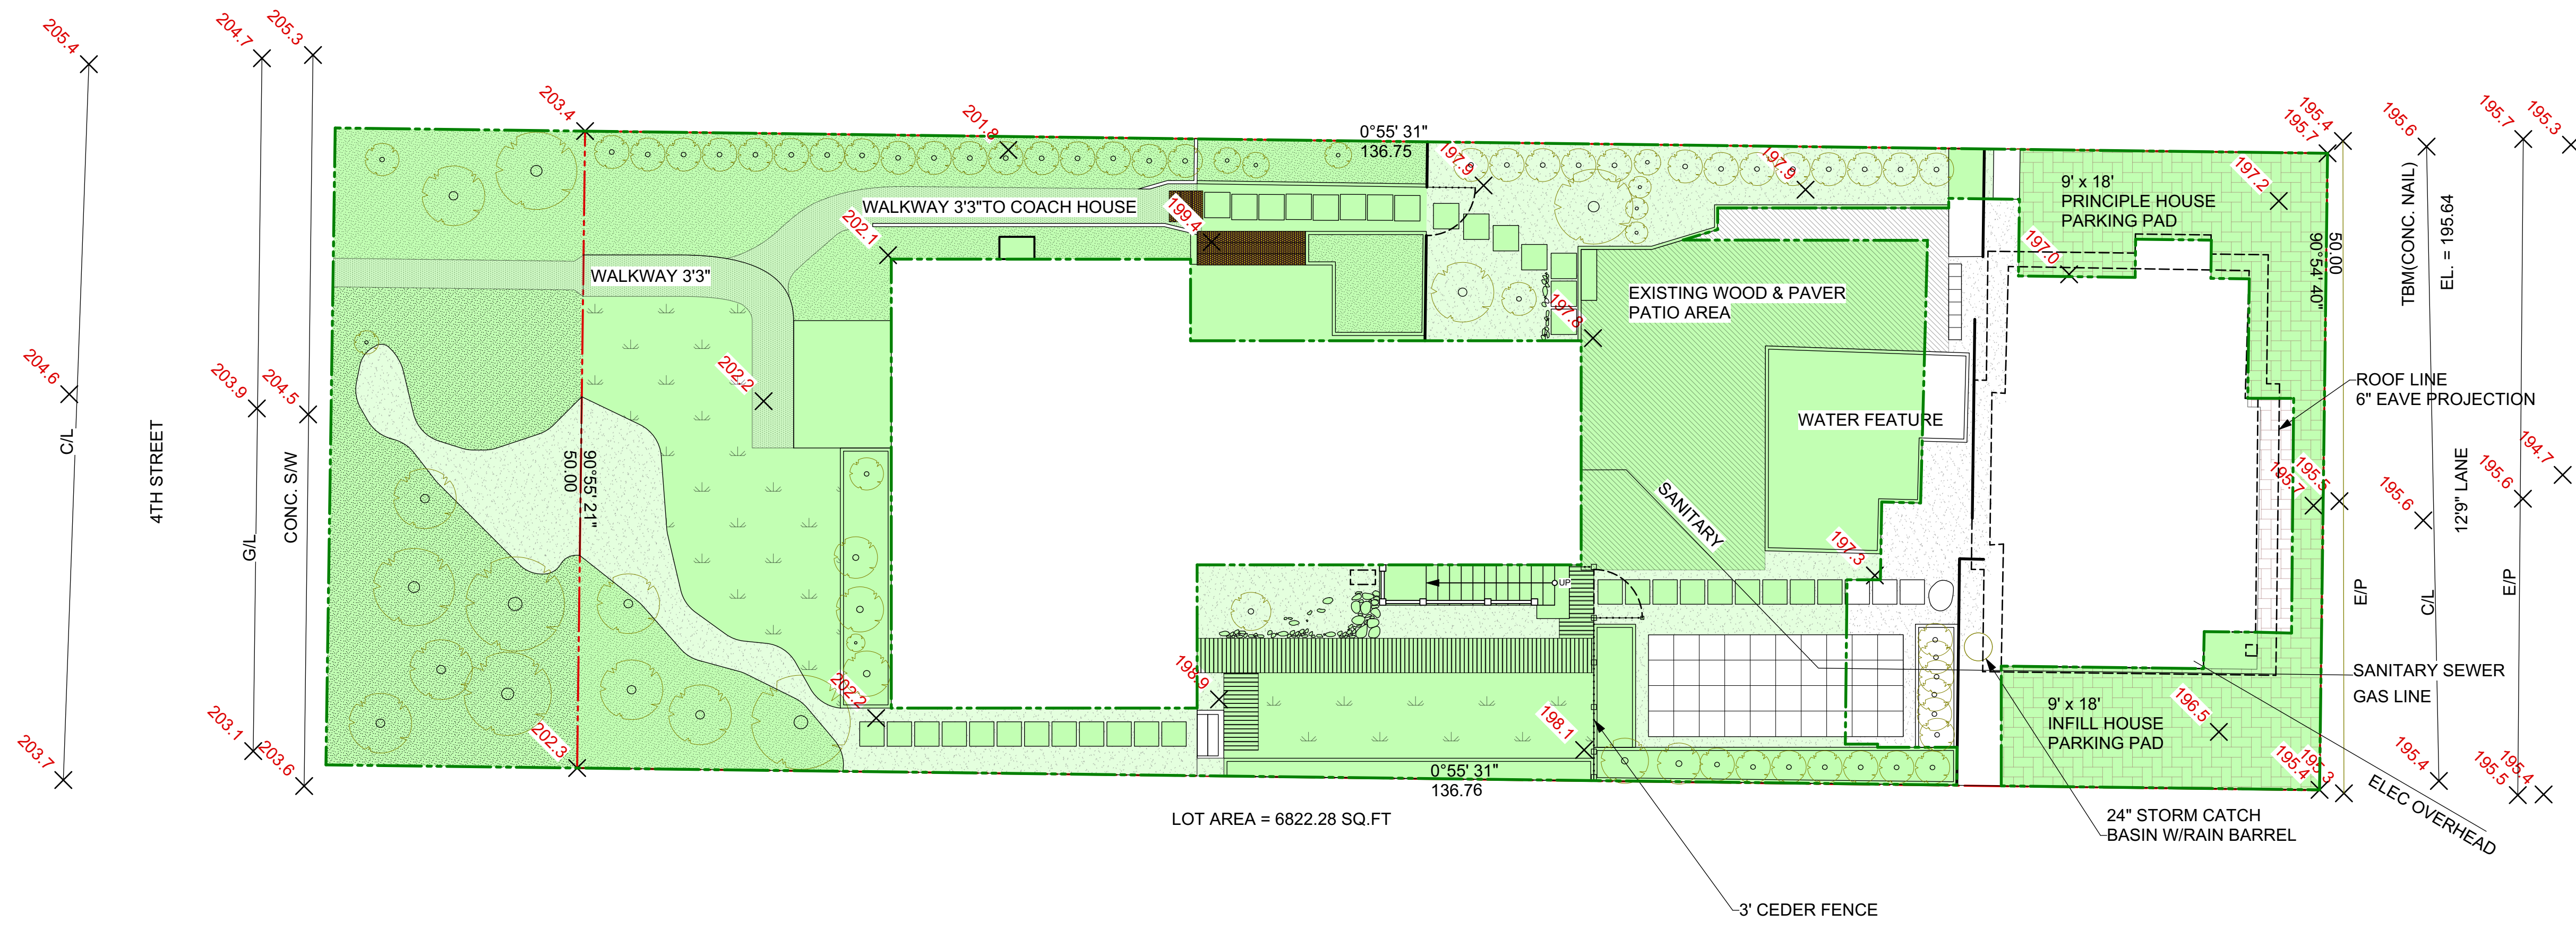 205.4
204.7
205.3
203.4
201.8
0°55' 31"
136.75
197.9
197.9
195.4
195.7
195.6
195.7
195.3
9' x 18'
PRINCIPLE HOUSE
PARKING PAD
197.2
TBM(CONC. NAIL)
EL. = 195.64
WALKWAY 3'3"TO COACH HOUSE
199.4
202.1
197.0
50.00
90°54' 40"
WALKWAY 3'3"
EXISTING WOOD & PAVER
PATIO AREA
197.8
204.6
203.9
204.5
202.2
ROOF LINE
6" EAVE PROJECTION
WATER FEATURE
C/L
4TH STREET
CONC. S/W
G/L
90°55' 21"
50.00
SANITARY
195.7
195.6
195.6
194.7
12'9" LANE
E/P
C/L
E/P
197.3
UP
SANITARY SEWER
GAS LINE
198.9
202.2
198.1
9' x 18'
INFILL HOUSE
PARKING PAD
196.5
203.7
203.1
203.6
202.3
0°55' 31"
136.76
195.4
195.3
195.4
195.5
195.4
ELEC OVERHEAD
LOT AREA = 6822.28 SQ.FT
24" STORM CATCH
BASIN W/RAIN BARREL
3' CEDER FENCE